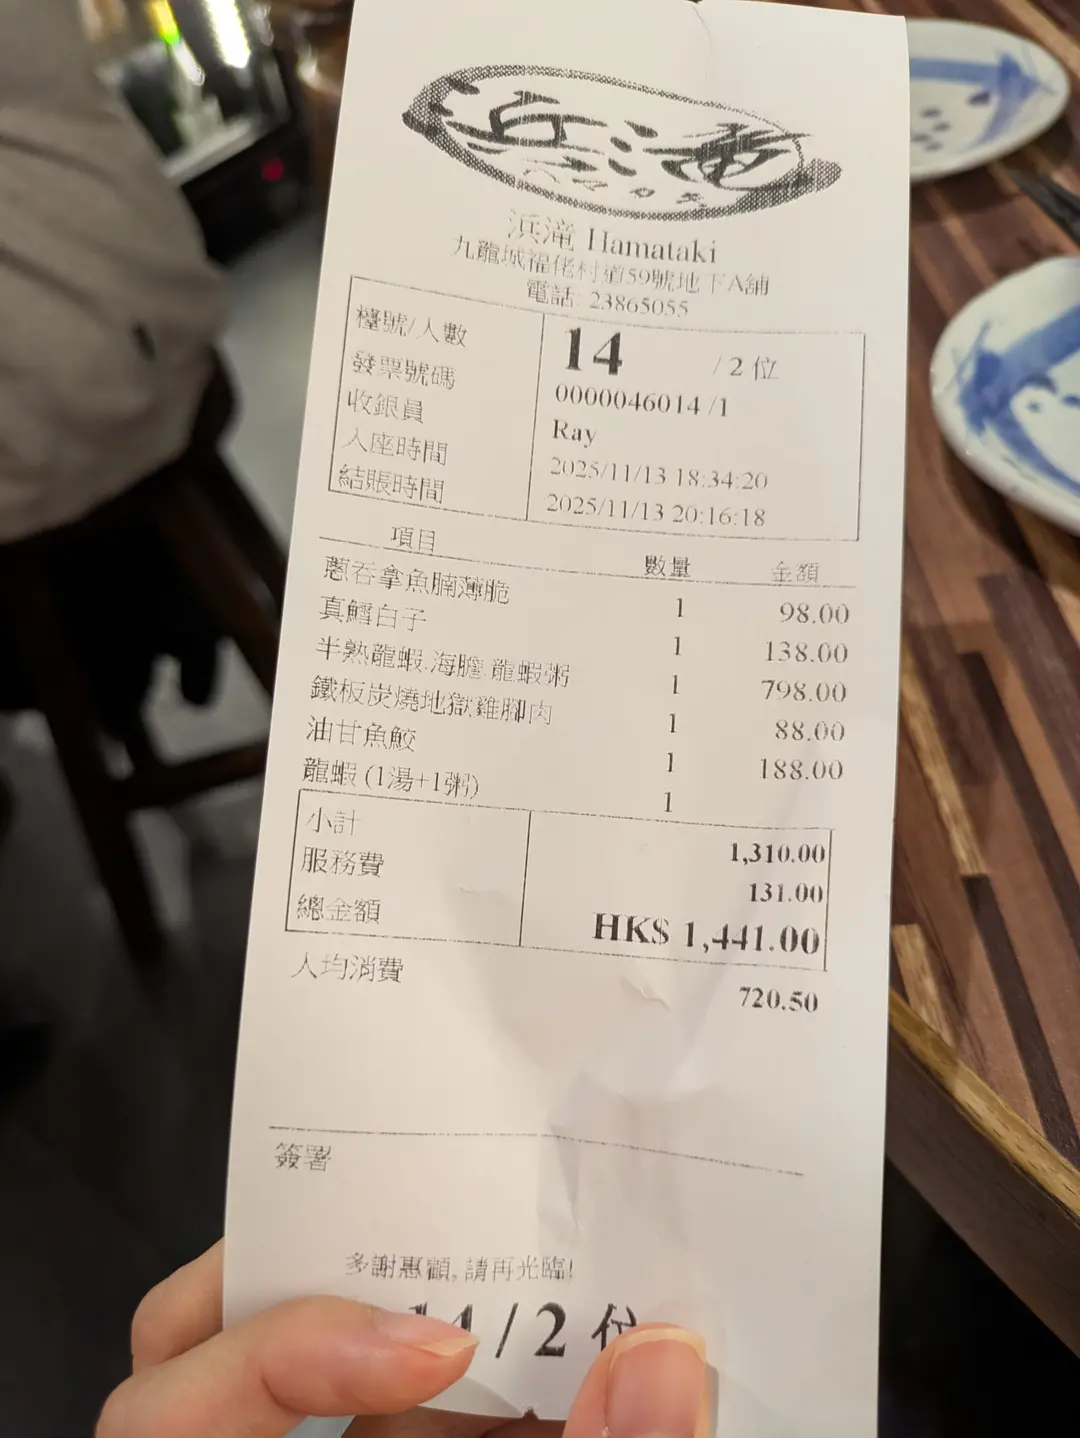 浜滝
ハマタキ
浜滝 Hamataki
九龍城福佬村道59號地下A舖
電話: 23865055
檯號/人數 14 /2 位
發票號碼 0000046014 /1
收銀員 Ray
入座時間 2025/11/13 18:34:20
結賬時間 2025/11/13 20:16:18
項目 數量 金額
蔥吞拿魚腩薄脆 1 98.00
真鱈白子 1 138.00
半熟龍蝦.海膽.龍蝦粥 1 798.00
鐵板炭燒地獄雞腳肉 1 88.00
油甘魚鮫 1 188.00
龍蝦 (1湯+1粥) 1
小計 1,310.00
服務費 131.00
總金額 HK$ 1,441.00
人均消費 720.50
簽署
多謝惠顧, 請再光臨!
14 / 2 位